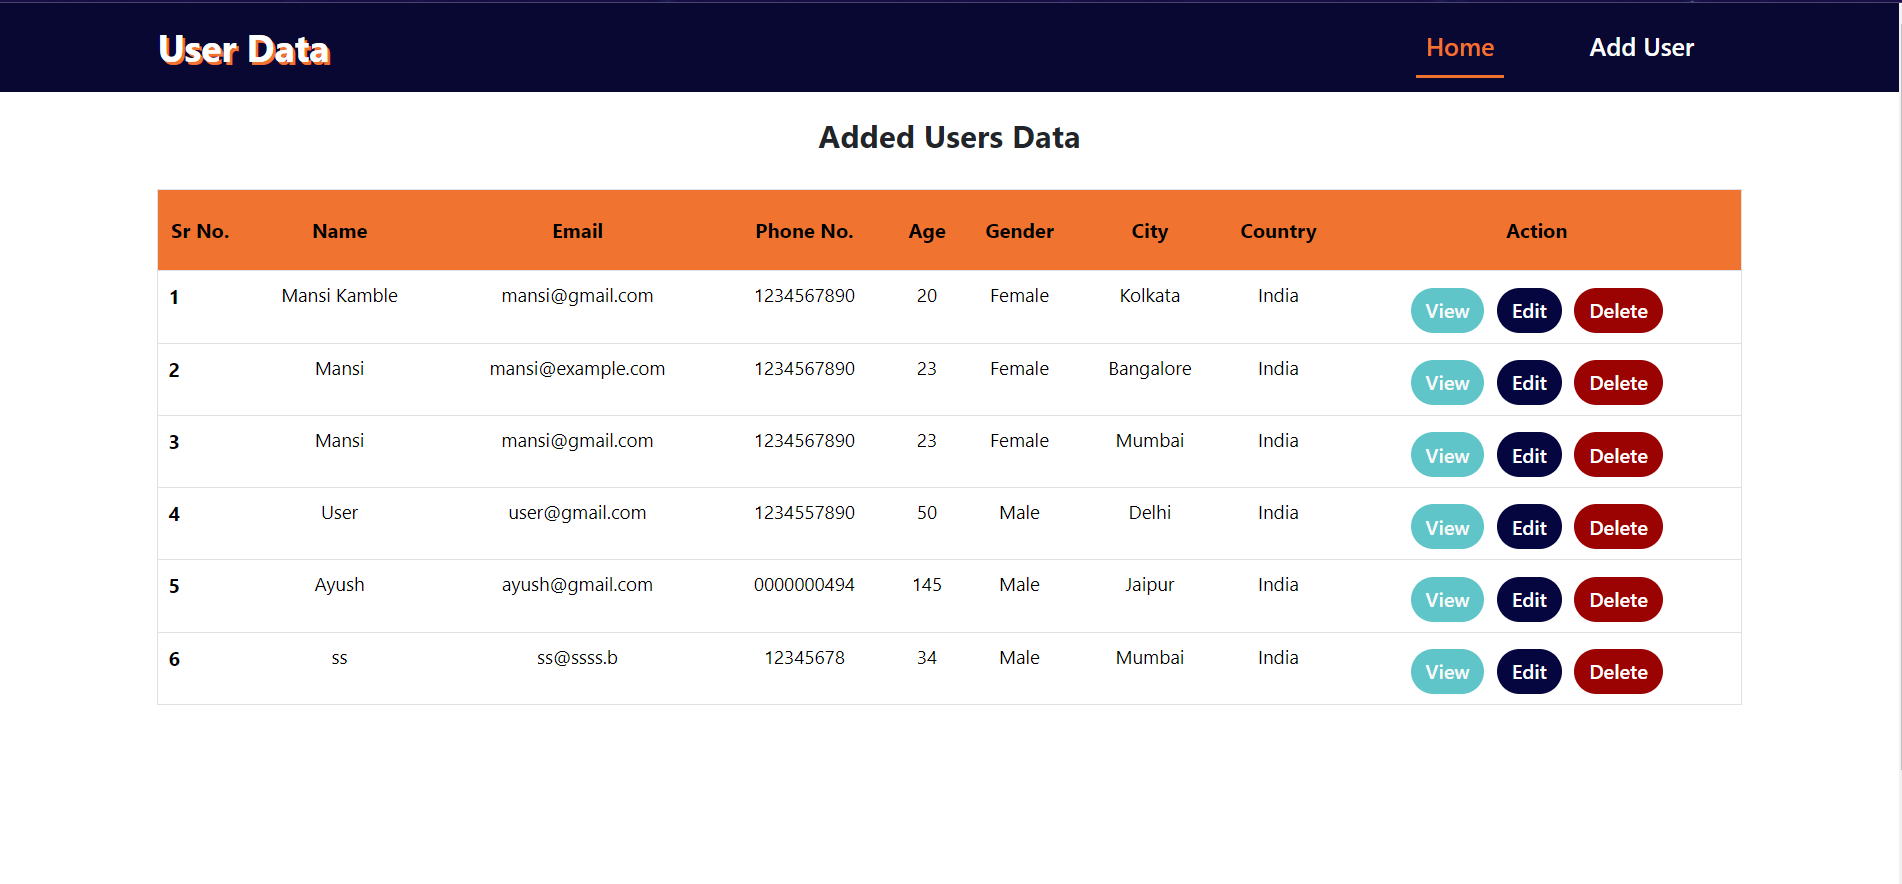 User Data Home Add User
Added Users Data
Sr No. Name Email Phone No. Age Gender City Country Action
1 Mansi Kamble mansi@gmail.com 1234567890 20 Female Kolkata India View Edit Delete
2 Mansi mansi@example.com 1234567890 23 Female Bangalore India View Edit Delete
3 Mansi mansi@gmail.com 1234567890 23 Female Mumbai India View Edit Delete
4 User user@gmail.com 1234557890 50 Male Delhi India View Edit Delete
5 Ayush ayush@gmail.com 0000000494 145 Male Jaipur India View Edit Delete
6 ss ss@ssss.b 12345678 34 Male Mumbai India View Edit Delete